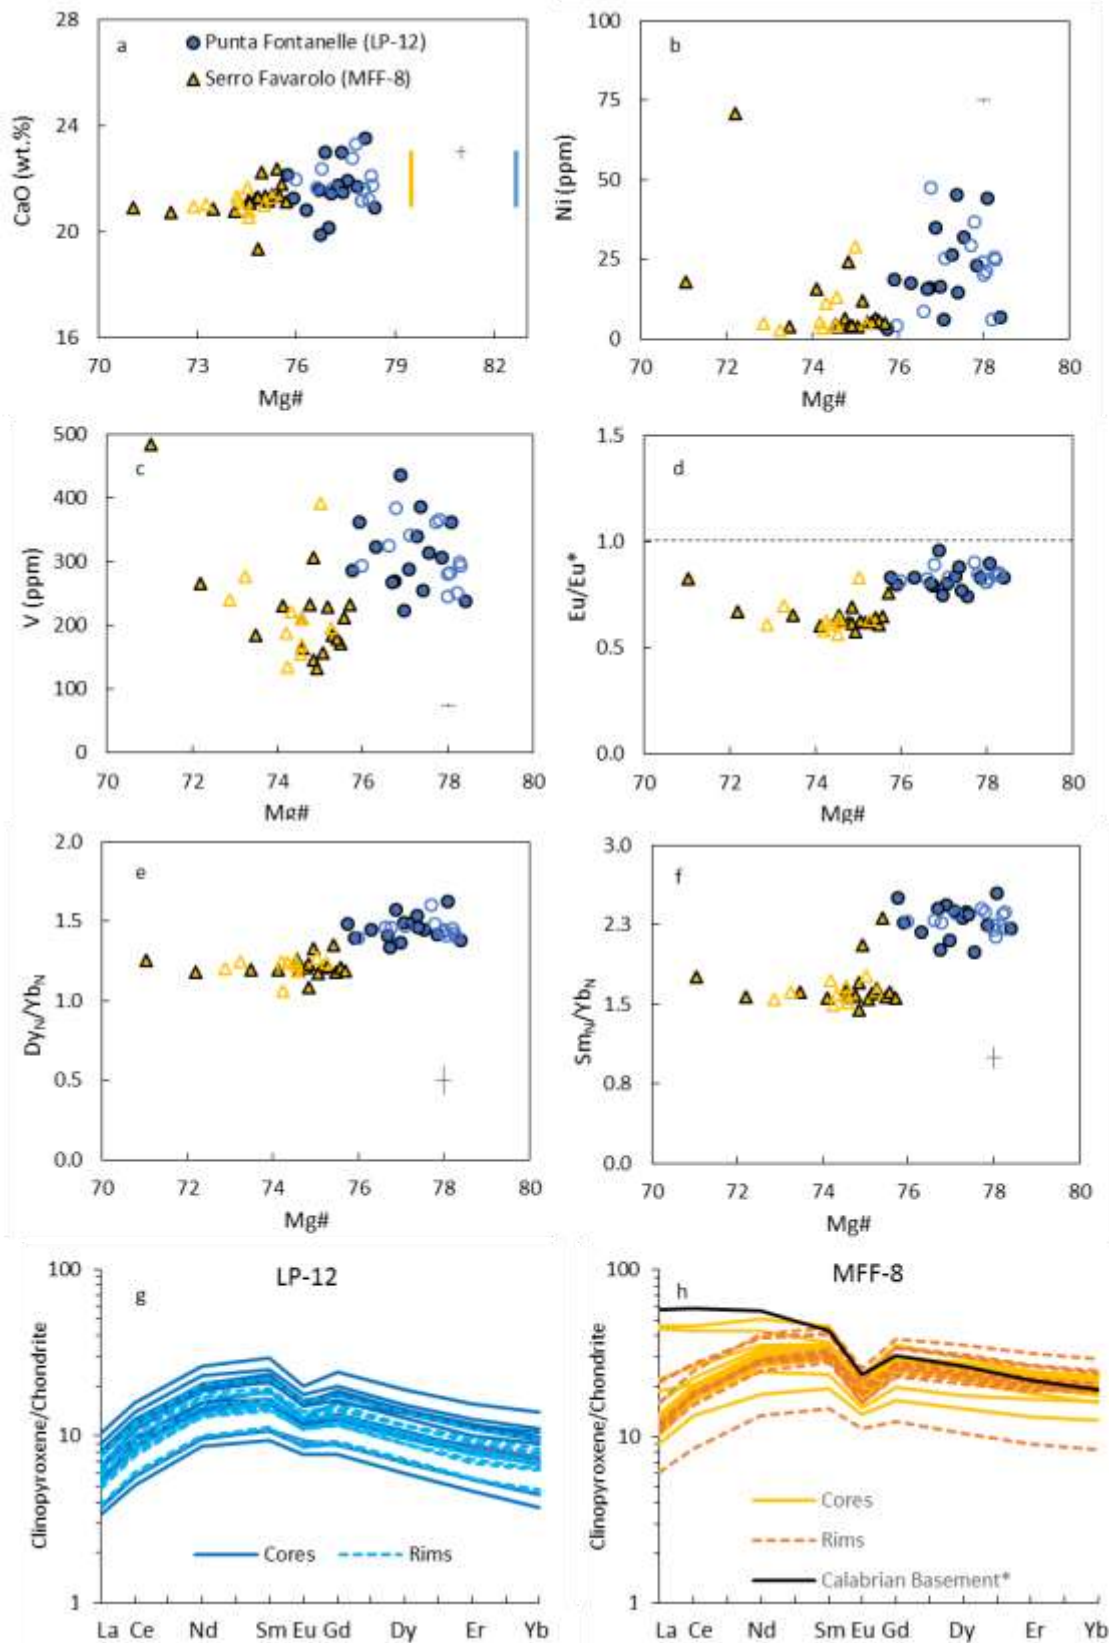 a
Punta Fontanelle (LP-12)
Serro Favarolo (MFF-8)
28
24
20
16
CaO (wt.%)
70 73 76 79 82
Mg#
b
100
75
50
25
0
Ni (ppm)
70 72 74 76 78 80
Mg#
c
500
400
300
200
100
0
V (ppm)
70 72 74 76 78 80
Mg#
d
1.5
1.0
0.5
0.0
Eu/Eu*
70 72 74 76 78 80
Mg#
e
2.0
1.5
1.0
0.5
0.0
DyN/YbN
70 72 74 76 78 80
Mg#
f
3.0
2.3
1.5
0.8
0.0
SmN/YbN
70 72 74 76 78 80
Mg#
LP-12
g
100
10
1
Clinopyroxene/Chondrite
Cores Rims
La Ce Nd Sm Eu Gd Dy Er Yb
MFF-8
h
100
10
1
Clinopyroxene/Chondrite
Cores
Rims
Calabrian Basement*
La Ce Nd Sm Eu Gd Dy Er Yb